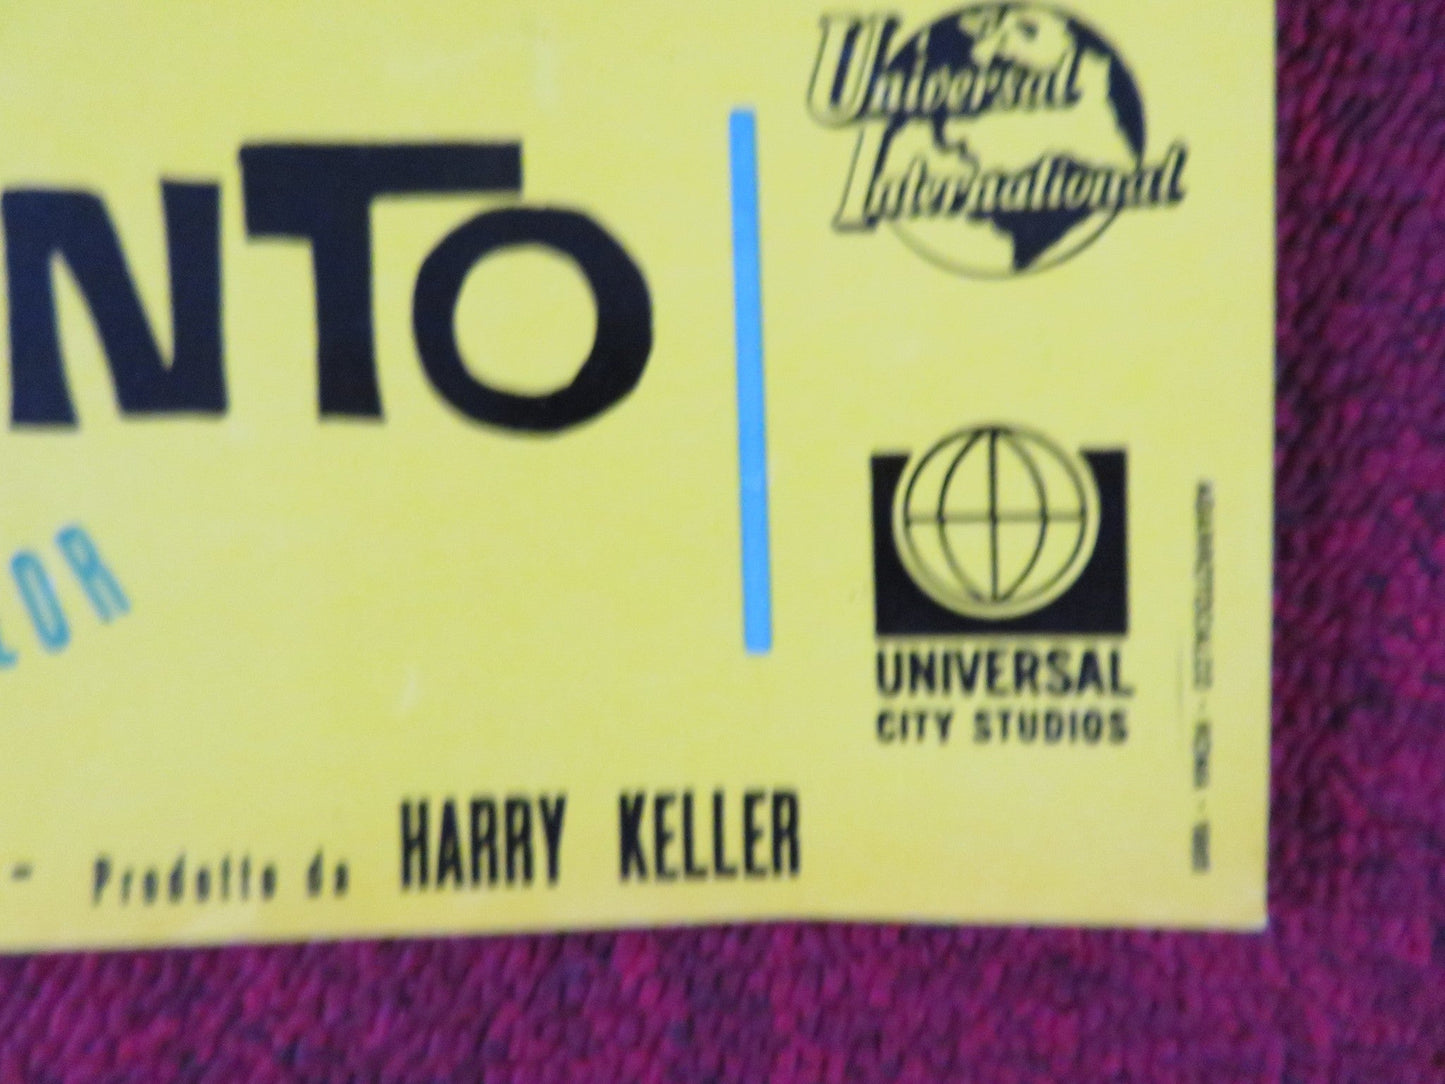 Universal
International
NTO
LOR
UNIVERSAL
CITY STUDIOS
- Prodotto da HARRY KELLER